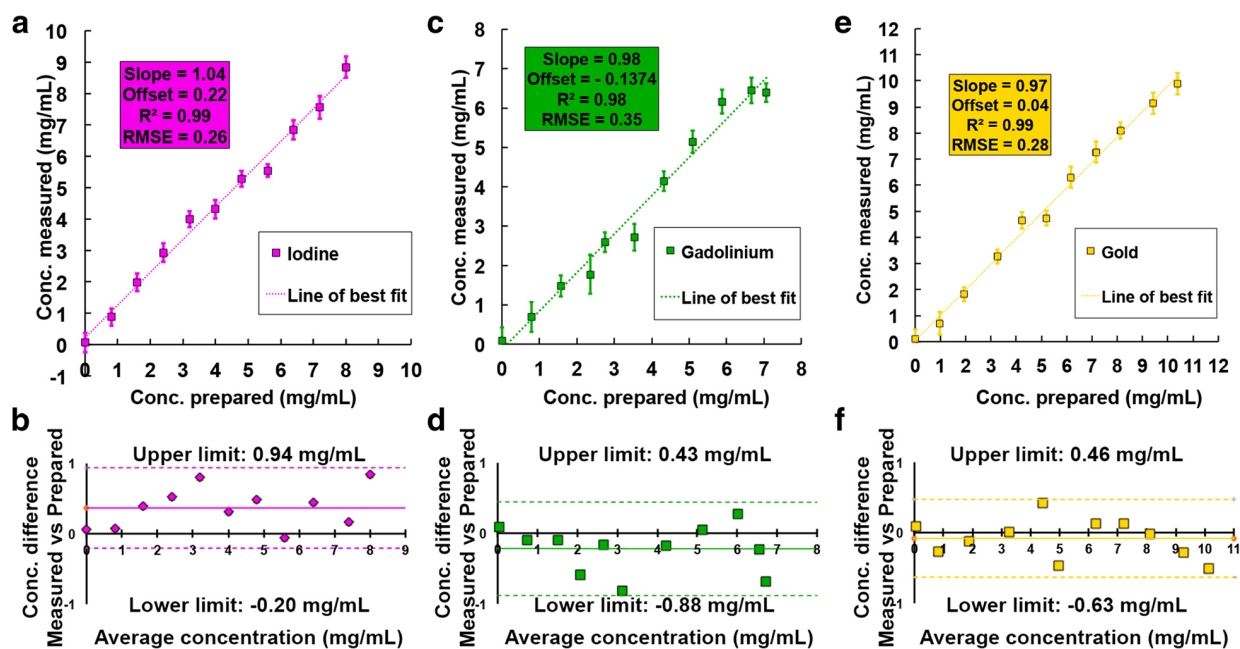 a
Conc. measured (mg/mL)
10
9
8
7
6
5
4
3
2
1
0
-1
Slope = 1.04
Offset = 0.22
R² = 0.99
RMSE = 0.26
Iodine
Line of best fit
0 1 2 3 4 5 6 7 8 9 10
Conc. prepared (mg/mL)
c
Conc. measured (mg/mL)
8
7
6
5
4
3
2
1
0
Slope = 0.98
Offset = - 0.1374
R² = 0.98
RMSE = 0.35
Gadolinium
Line of best fit
0 1 2 3 4 5 6 7 8
Conc. prepared (mg/mL)
e
Conc. measured (mg/mL)
12
11
10
9
8
7
6
5
4
3
2
1
0
Slope = 0.97
Offset = 0.04
R² = 0.99
RMSE = 0.28
Gold
Line of best fit
0 1 2 3 4 5 6 7 8 9 10 11 12
Conc. prepared (mg/mL)
b
Conc. difference
Measured vs Prepared
Upper limit: 0.94 mg/mL
1
0
-1
0 1 2 3 4 5 6 7 8 9
Lower limit: -0.20 mg/mL
Average concentration (mg/mL)
d
Conc. difference
Measured vs Prepared
Upper limit: 0.43 mg/mL
1
0
-1
0 1 2 3 4 5 6 7 8
Lower limit: -0.88 mg/mL
Average concentration (mg/mL)
f
Conc. difference
Measured vs Prepared
Upper limit: 0.46 mg/mL
1
0
-1
0 1 2 3 4 5 6 7 8 9 10 11
Lower limit: -0.63 mg/mL
Average concentration (mg/mL)